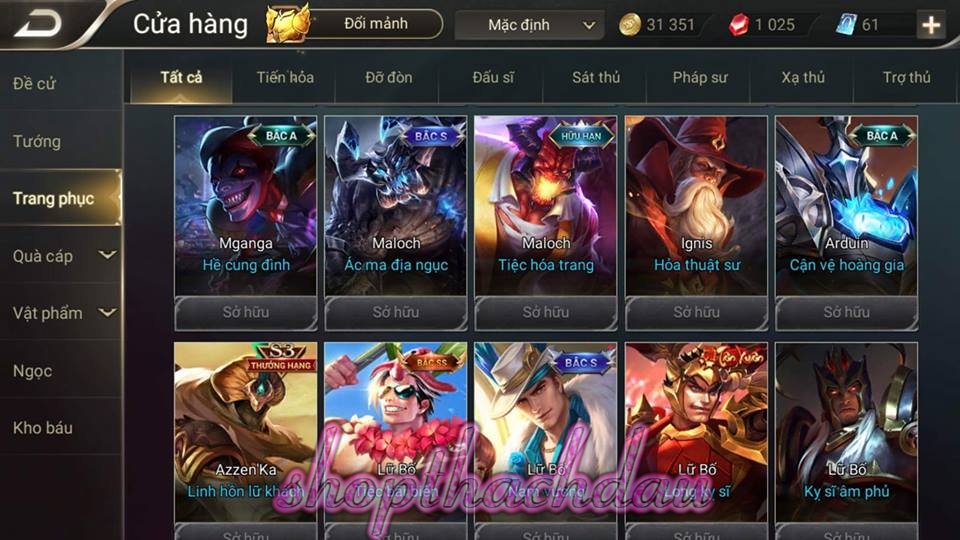 Cửa hàng
Đổi mảnh
Mặc định
31 351
1 025
61
Đề cử
Tướng
Trang phục
Quà cáp
Vật phẩm
Ngọc
Kho báu
Tất cả
Tiến hóa
Đỡ đòn
Đấu sĩ
Sát thủ
Pháp sư
Xạ thủ
Trợ thủ
BẬC A
Mganga
Hề cung đình
Sở hữu
BẬC S
Maloch
Ác ma địa ngục
Sở hữu
HỮU HẠN
Maloch
Tiệc hóa trang
Sở hữu
Ignis
Hỏa thuật sư
Sở hữu
BẬC A
Arduin
Cận vệ hoàng gia
Sở hữu
S3
THƯỞNG HẠNG
Azzen'Ka
Linh hồn lữ khách
Sở hữu
BẬC SS
Lữ Bố
Tiệc bãi biển
Sở hữu
BẬC S
Lữ Bố
Nam vương
Sở hữu
Lữ Bố
Long kỵ sĩ
Sở hữu
Lữ Bố
Kỵ sĩ âm phủ
Sở hữu
shopthachdau